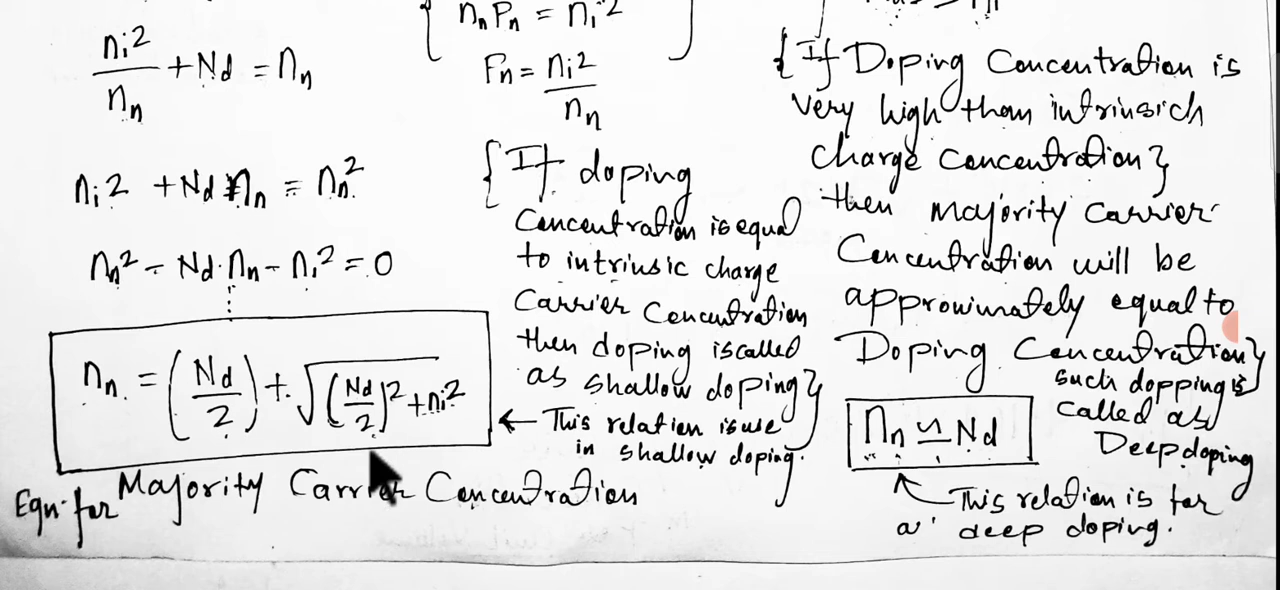 nnPn = ni²
ni²/nn + Nd = nn
Pn = ni²/nn
ni² + Nd nn = nn²
nn² - Nd·nn - ni² = 0
nn = (Nd/2) + √((Nd/2)² + ni²)
Eqn. for Majority Carrier Concentration
{If doping
Concentration is equal
to intrinsic charge
Carrier Concentration
then doping is called
as shallow doping}
← This relation is use
in shallow doping.
{If Doping Concentration is
very high than intrinsich
charge Concentration}
then majority carrier
Concentration will be
approximately equal to
Doping Concentration}
such dopping is
called as
Deep doping
nn ≃ Nd
This relation is for
a' deep doping.